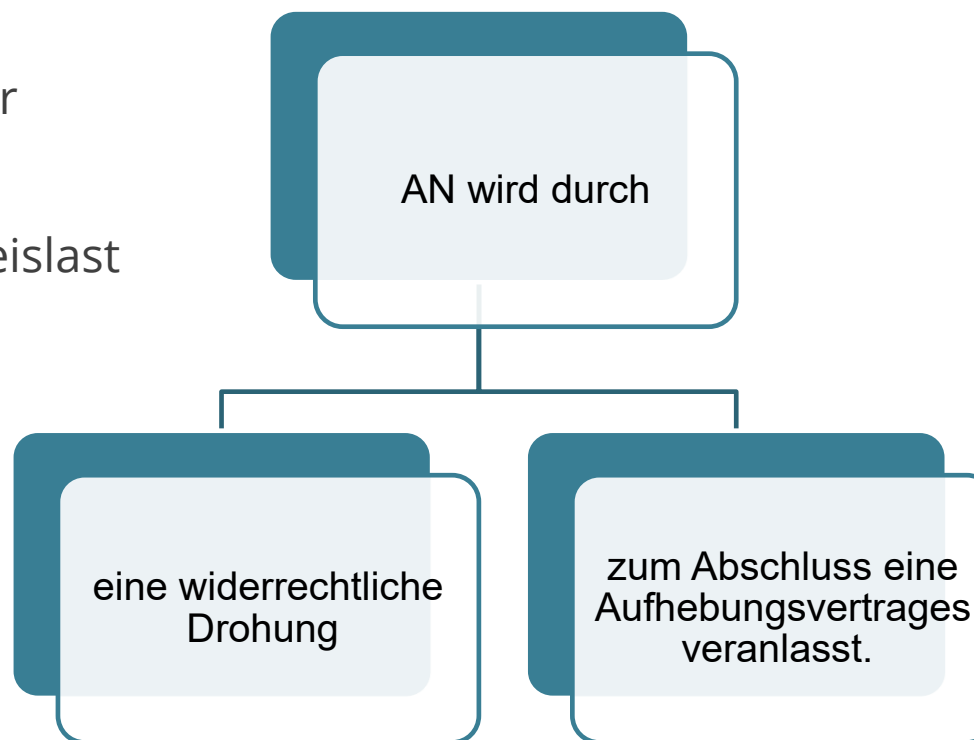 r
eislast
AN wird durch
eine widerrechtliche
Drohung
zum Abschluss eine
Aufhebungsvertrages
veranlasst.